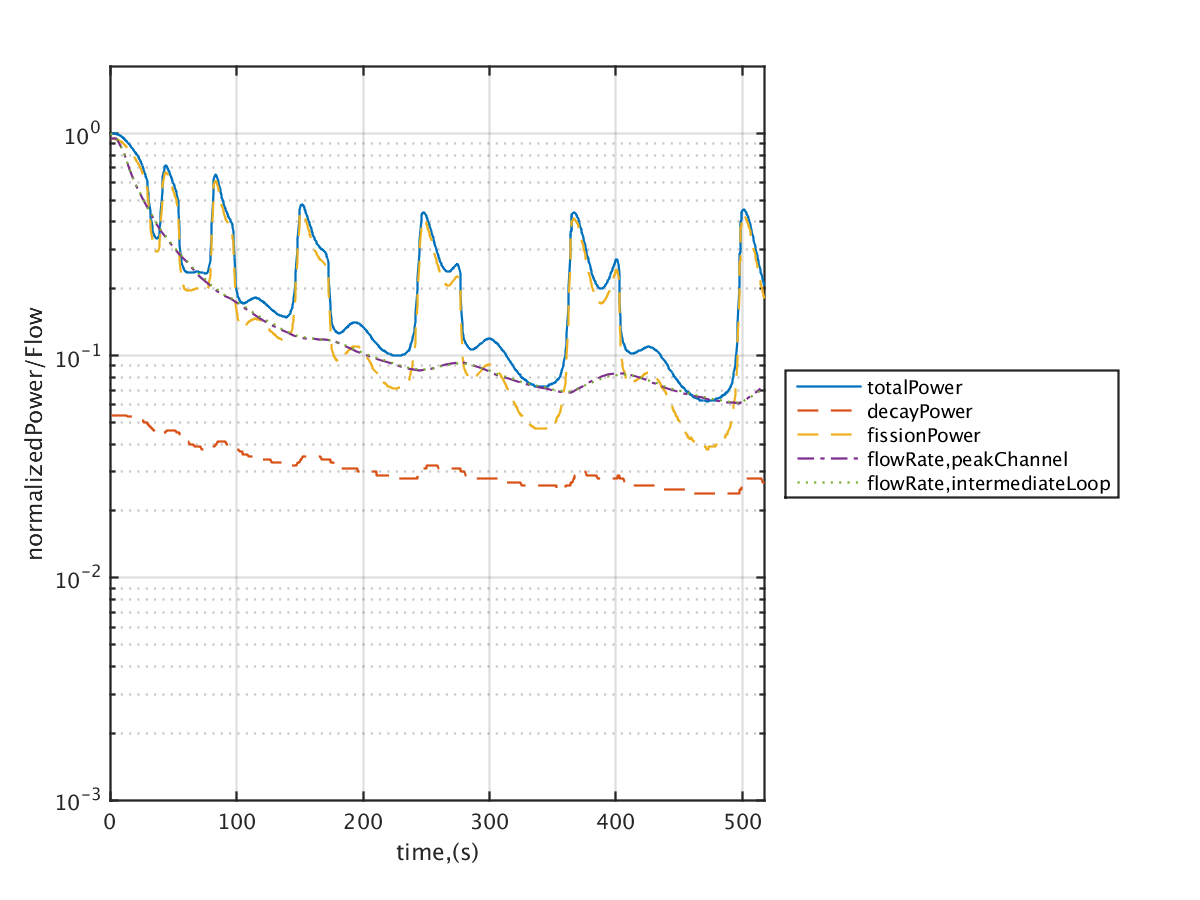 10^0
10^-1
10^-2
10^-3
normalizedPower/Flow
0 100 200 300 400 500
time,(s)
totalPower
decayPower
fissionPower
flowRate,peakChannel
flowRate,intermediateLoop